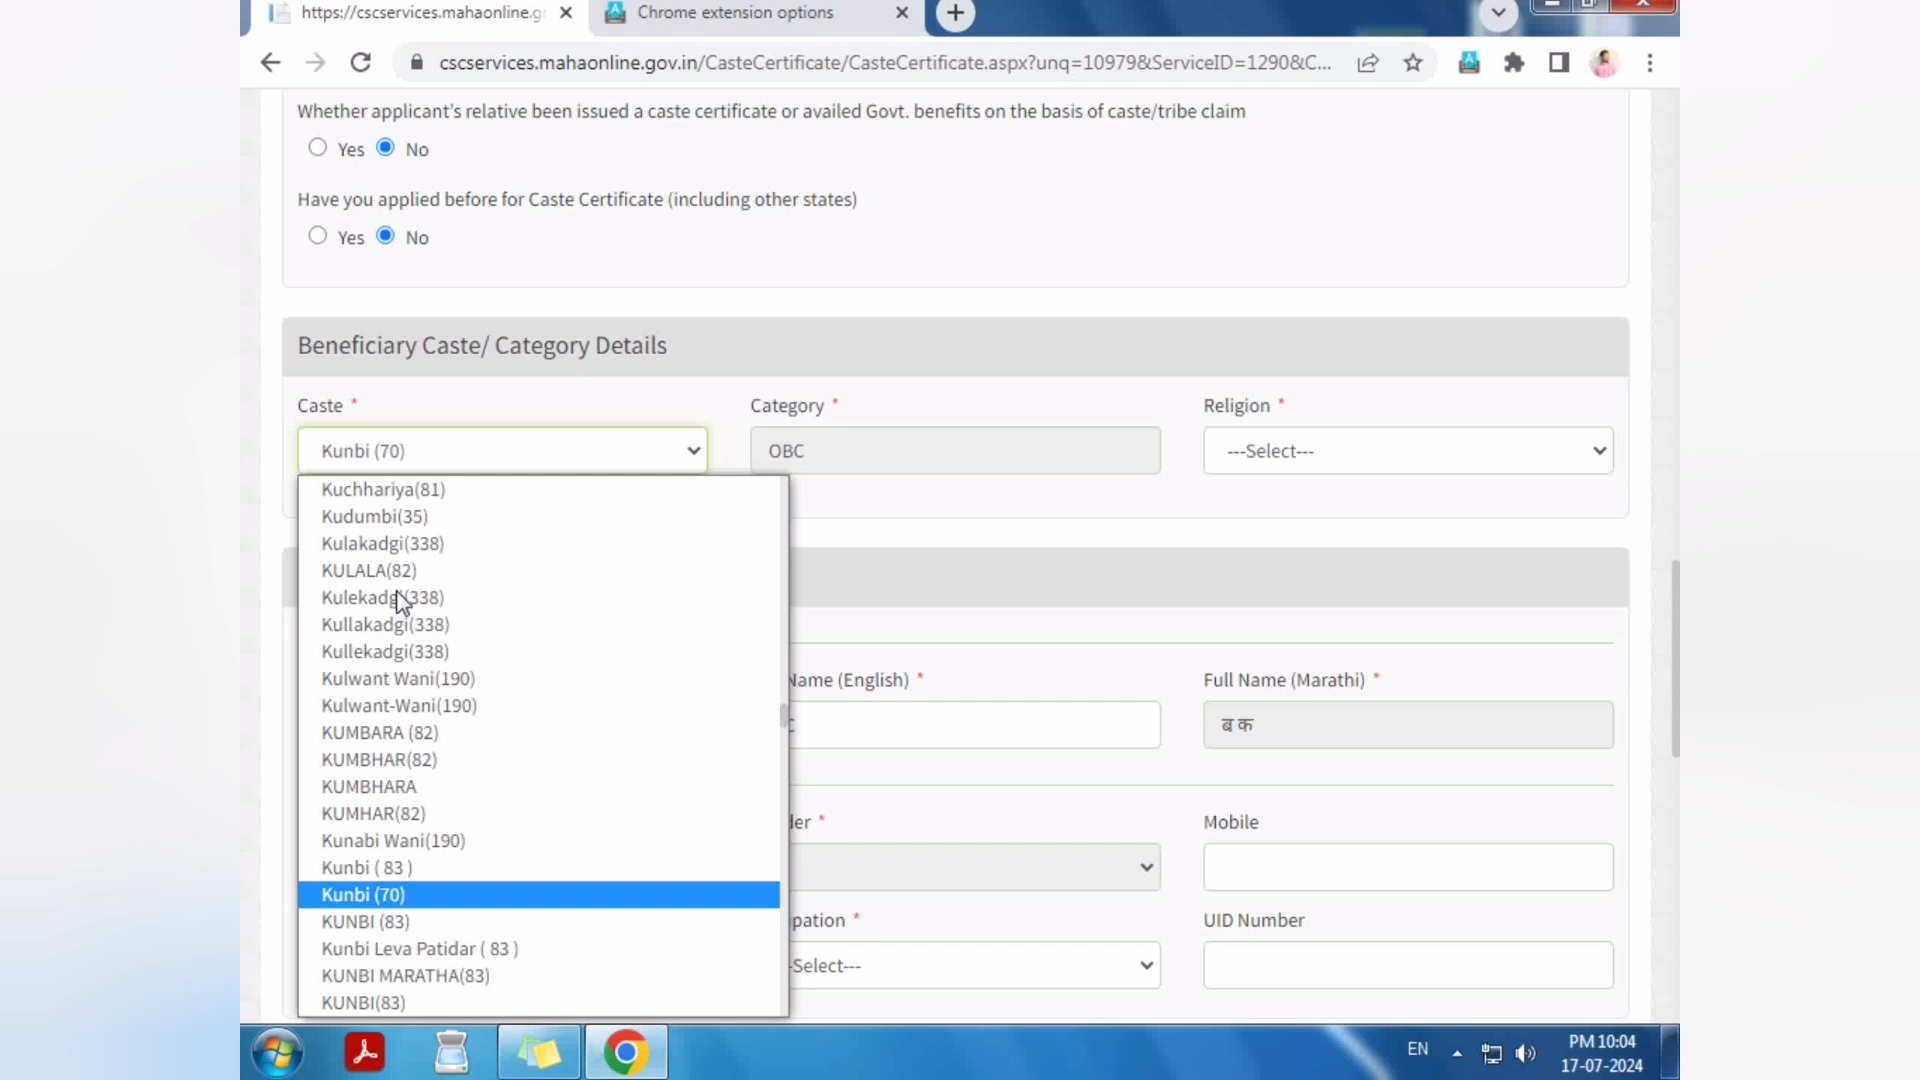 https://cscservices.mahaonline.g
Chrome extension options
cscservices.mahaonline.gov.in/CasteCertificate/CasteCertificate.aspx?unq=10979&ServiceID=1290&C...
Whether applicant's relative been issued a caste certificate or availed Govt. benefits on the basis of caste/tribe claim
Yes No
Have you applied before for Caste Certificate (including other states)
Yes No
Beneficiary Caste/ Category Details
Caste * Category * Religion *
Kunbi (70) OBC ---Select---
Kuchhariya(81)
Kudumbi(35)
Kulakadgi(338)
KULALA(82)
Kulekadgi(338)
Kullakadgi(338)
Kullekadgi(338)
Kulwant Wani(190)
Name (English) * Full Name (Marathi) *
Kulwant-Wani(190)
ब क
KUMBARA (82)
KUMBHAR(82)
KUMBHARA
KUMHAR(82)
der * Mobile
Kunabi Wani(190)
Kunbi ( 83 )
Kunbi (70)
KUNBI (83)
pation * UID Number
Kunbi Leva Patidar ( 83 )
-Select---
KUNBI MARATHA(83)
KUNBI(83)
EN
PM 10:04
17-07-2024